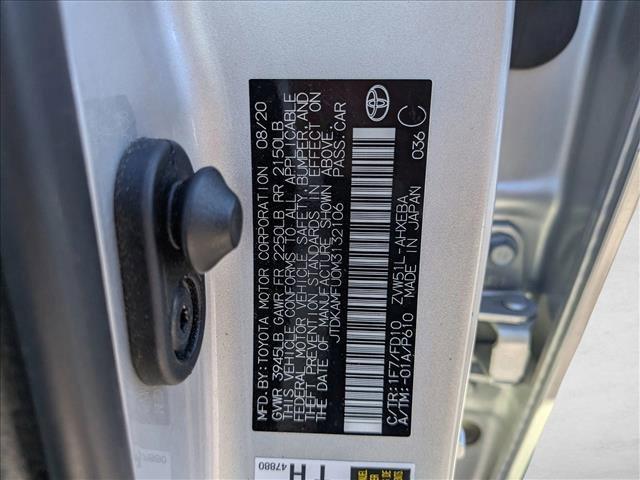 MFD.BY:TOYOTA MOTOR CORPORATION 08/20
GVWR 3945LB GAWR FR 2250LB RR 2150LB
THIS VEHICLE CONFORMS TO ALL APPLICABLE
FEDERAL MOTOR VEHICLE SAFETY, BUMPER, AND
THEFT PREVENTION STANDARDS IN EFFECT ON
THE DATE OF MANUFACTURE SHOWN ABOVE.
JTDKAMFU0M3132106 PASS.CAR
C/TR:1F7/FD10 ZVW51L-AHXEBA 036 C
A/TM:-01A/P610 MADE IN JAPAN
47880